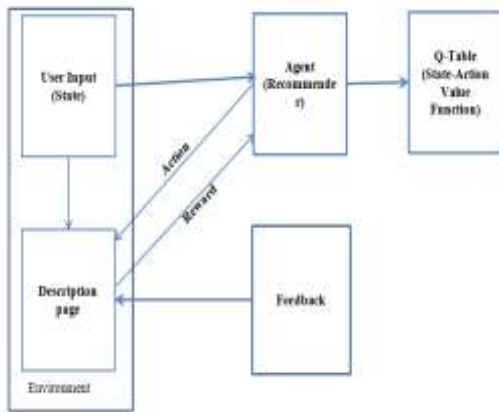 User Input
(State)
Agent
(Recommende
r)
Q-Table
(State-Action
Value
Function)
Action
Reward
Description
page
Feedback
Environment